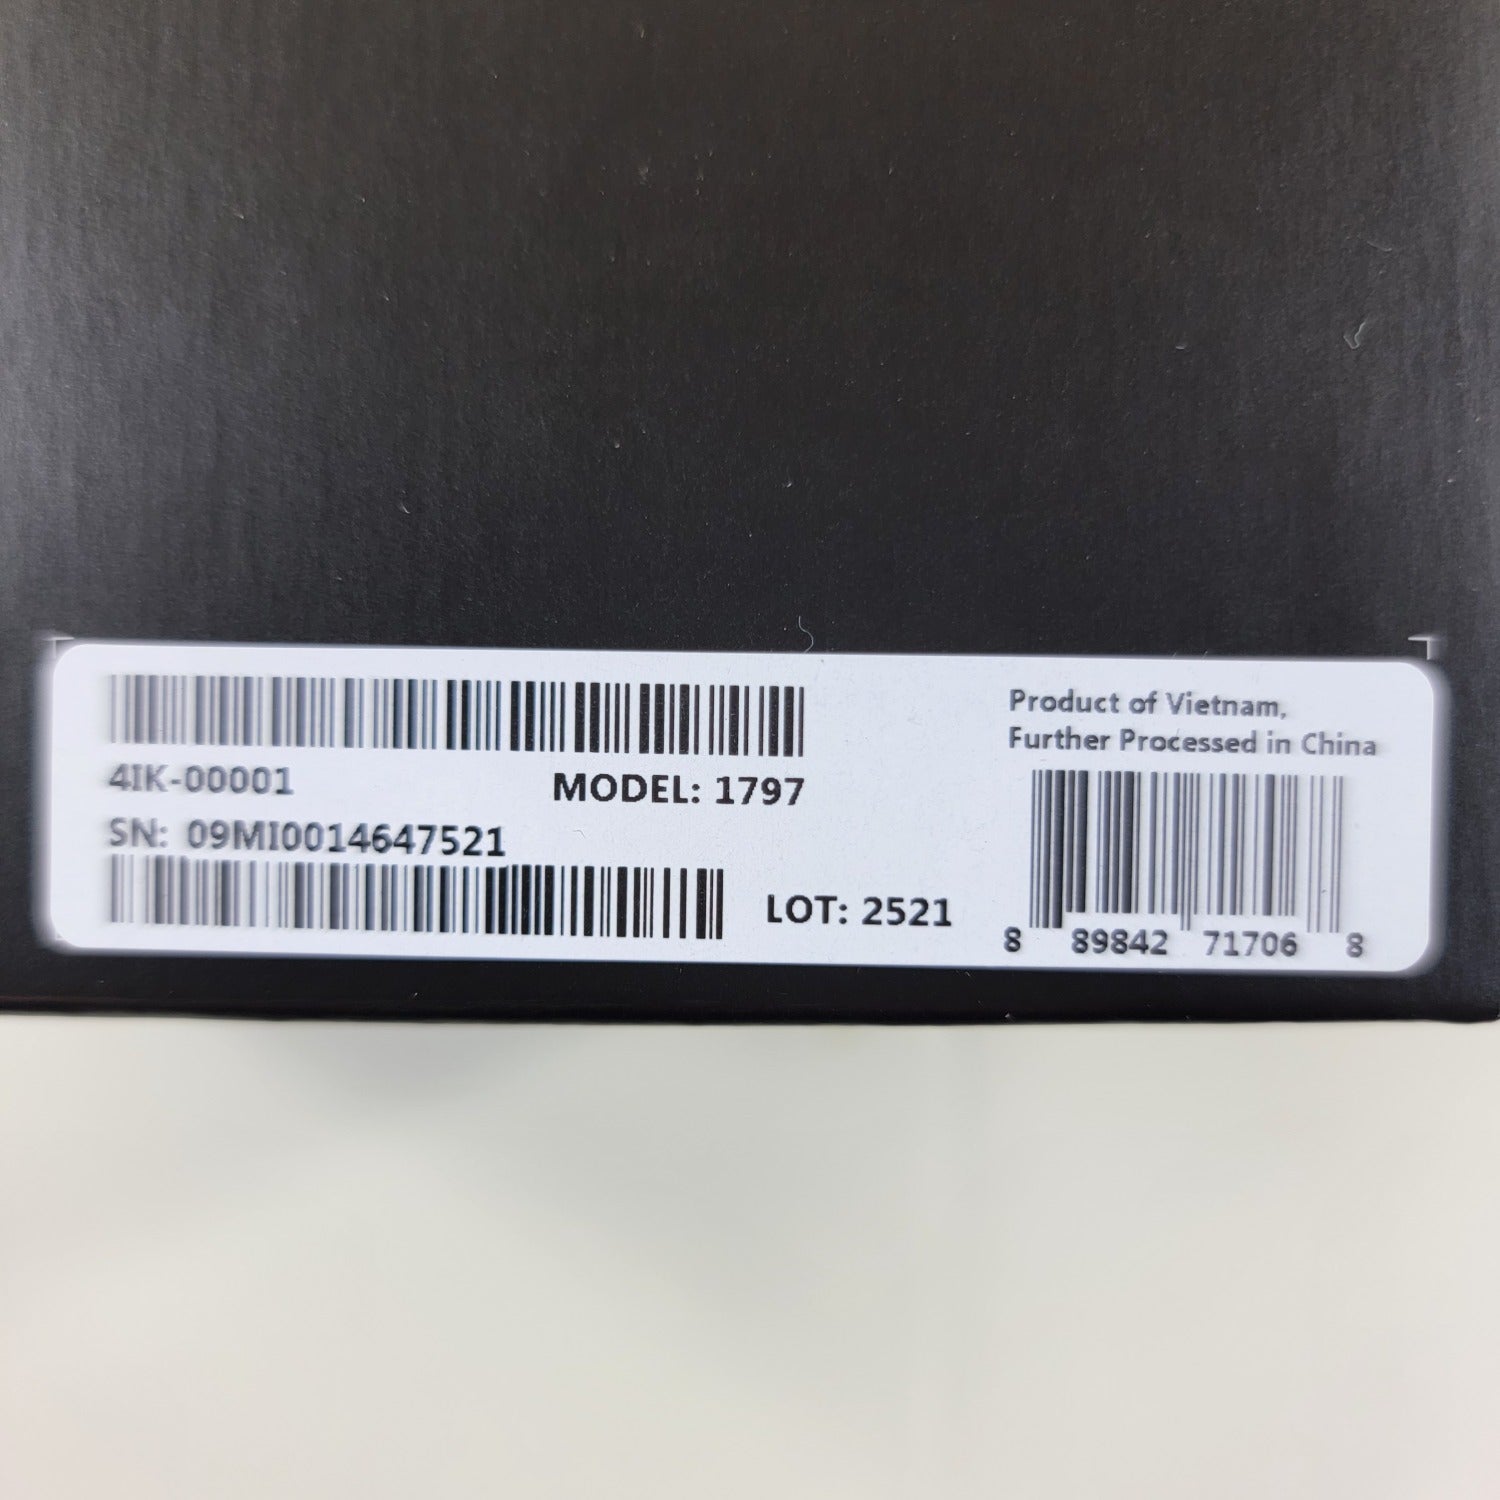 4IK-00001
MODEL: 1797
SN: 09MI0014647521
LOT: 2521
Product of Vietnam,
Further Processed in China
8 89842 71706 8